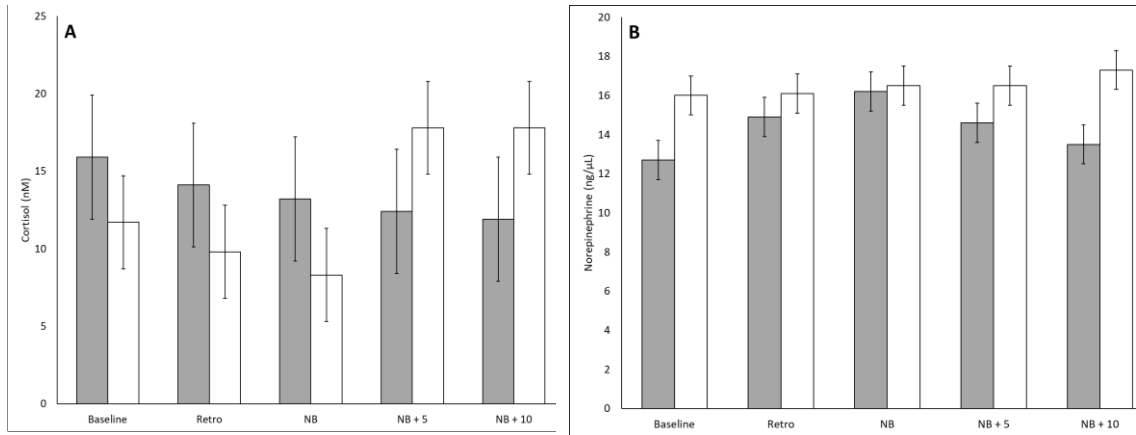 A
25
20
15
10
5
0
Cortisol (nM)
Baseline Retro NB NB + 5 NB + 10
B
20
18
16
14
12
10
8
6
4
2
0
Norepinephrine (ng/µL)
Baseline Retro NB NB + 5 NB + 10